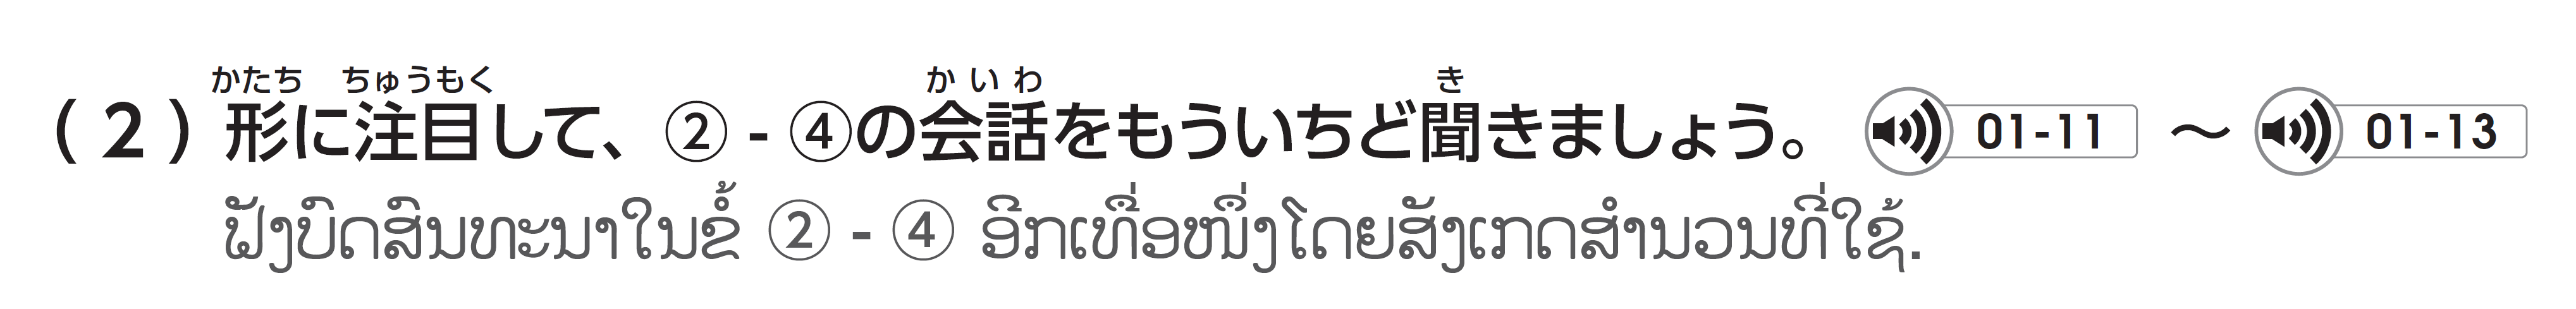 かたち ちゅうもく かいわ き
(2) 形に注目して、②-④の会話をもういちど聞きましょう。 01-11 ～ 01-13
ຟັງບົດສົນທະນາໃນຂໍ້ ②-④ ອີກເທື່ອໜຶ່ງໂດຍສັງເກດສຳນວນທີ່ໃຊ້.